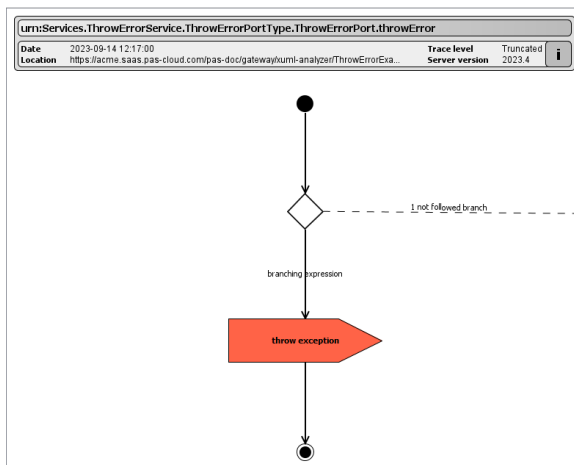 urn:Services.ThrowErrorService.ThrowErrorPortType.ThrowErrorPort.throwError
Date 2023-09-14 12:17:00 Trace level Truncated
Location https://acme.saas.pas-cloud.com/pas-doc/gateway/xuml-analyzer/ThrowErrorExa... Server version 2023.4
i
1 not followed branch
branching expression
throw exception